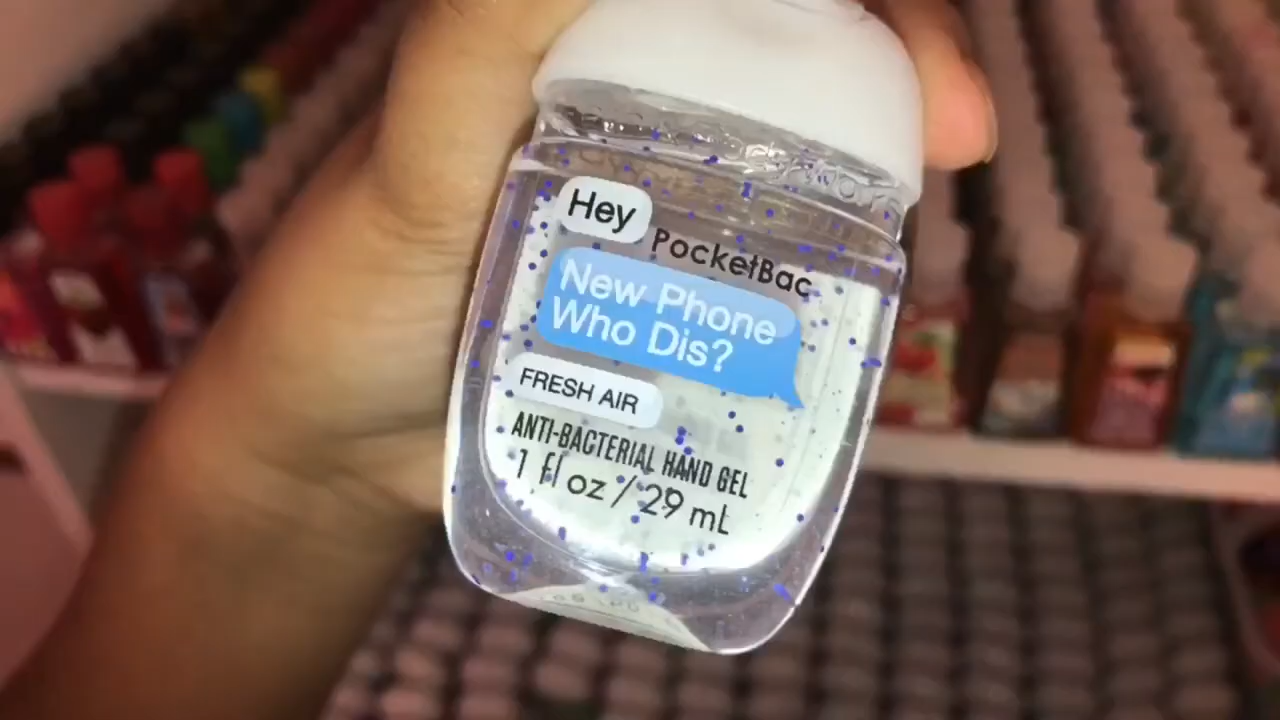 Hey
PocketBac
New Phone
Who Dis?
FRESH AIR
ANTI-BACTERIAL HAND GEL
1 fl oz / 29 mL